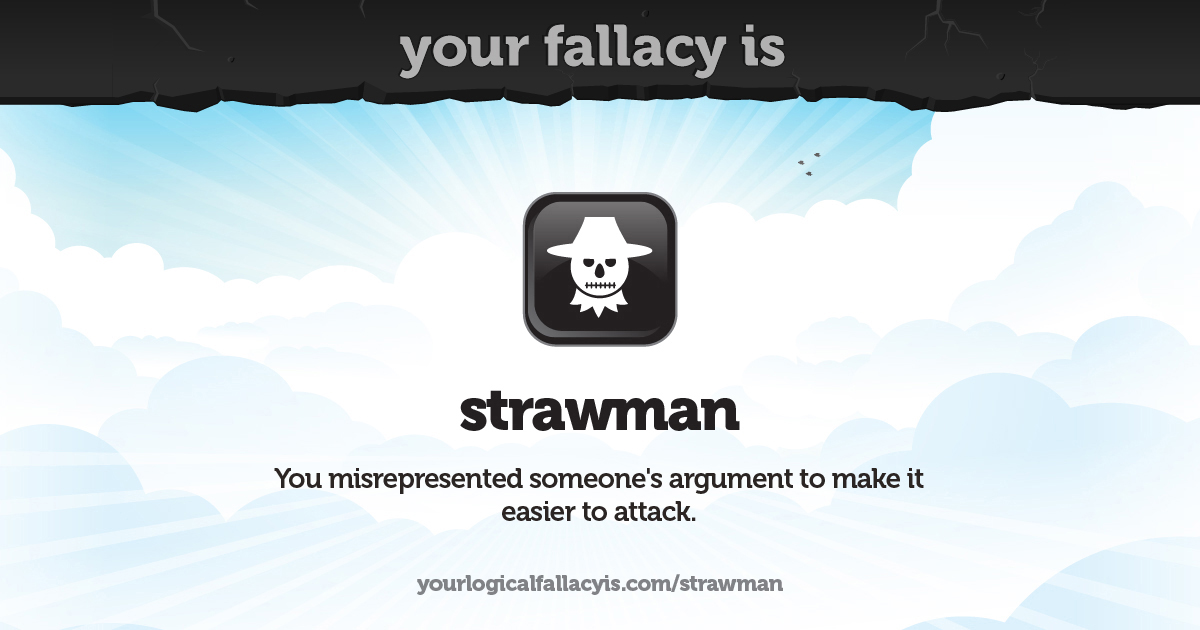 your fallacy is
strawman
You misrepresented someone's argument to make it
easier to attack.
yourlogicalfallacyis.com/strawman